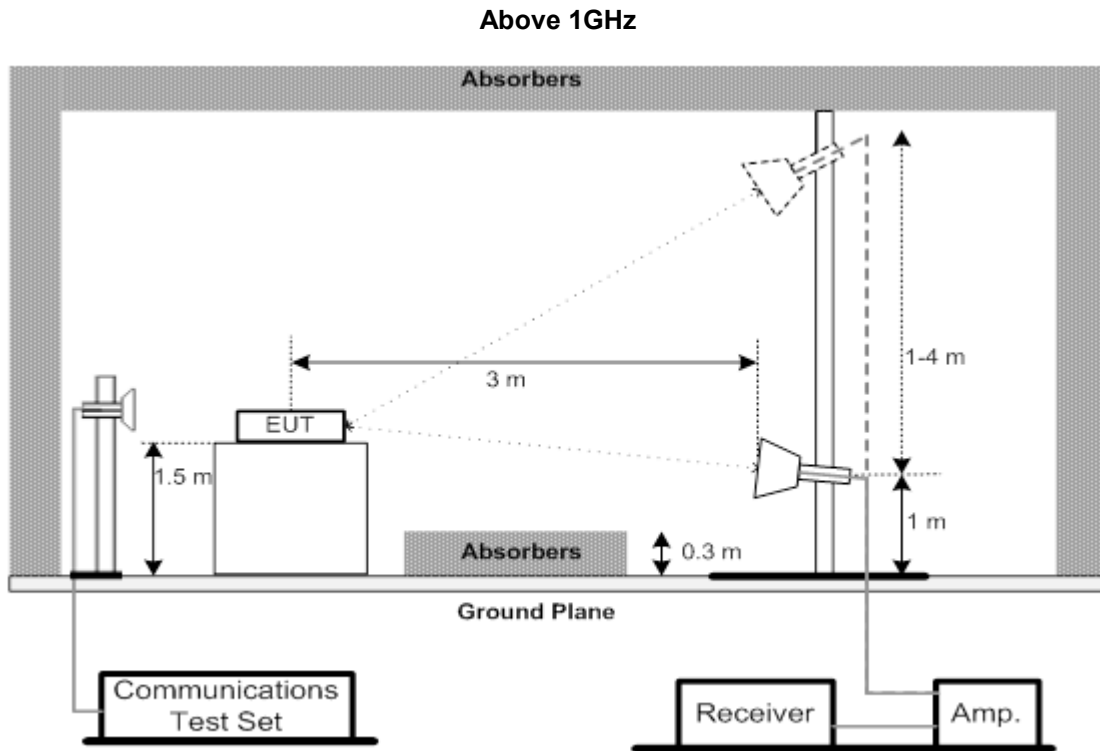 Above 1GHz
Absorbers
1-4 m
3 m
EUT
1.5 m
1 m
Absorbers
0.3 m
Ground Plane
Communications
Test Set
Receiver
Amp.